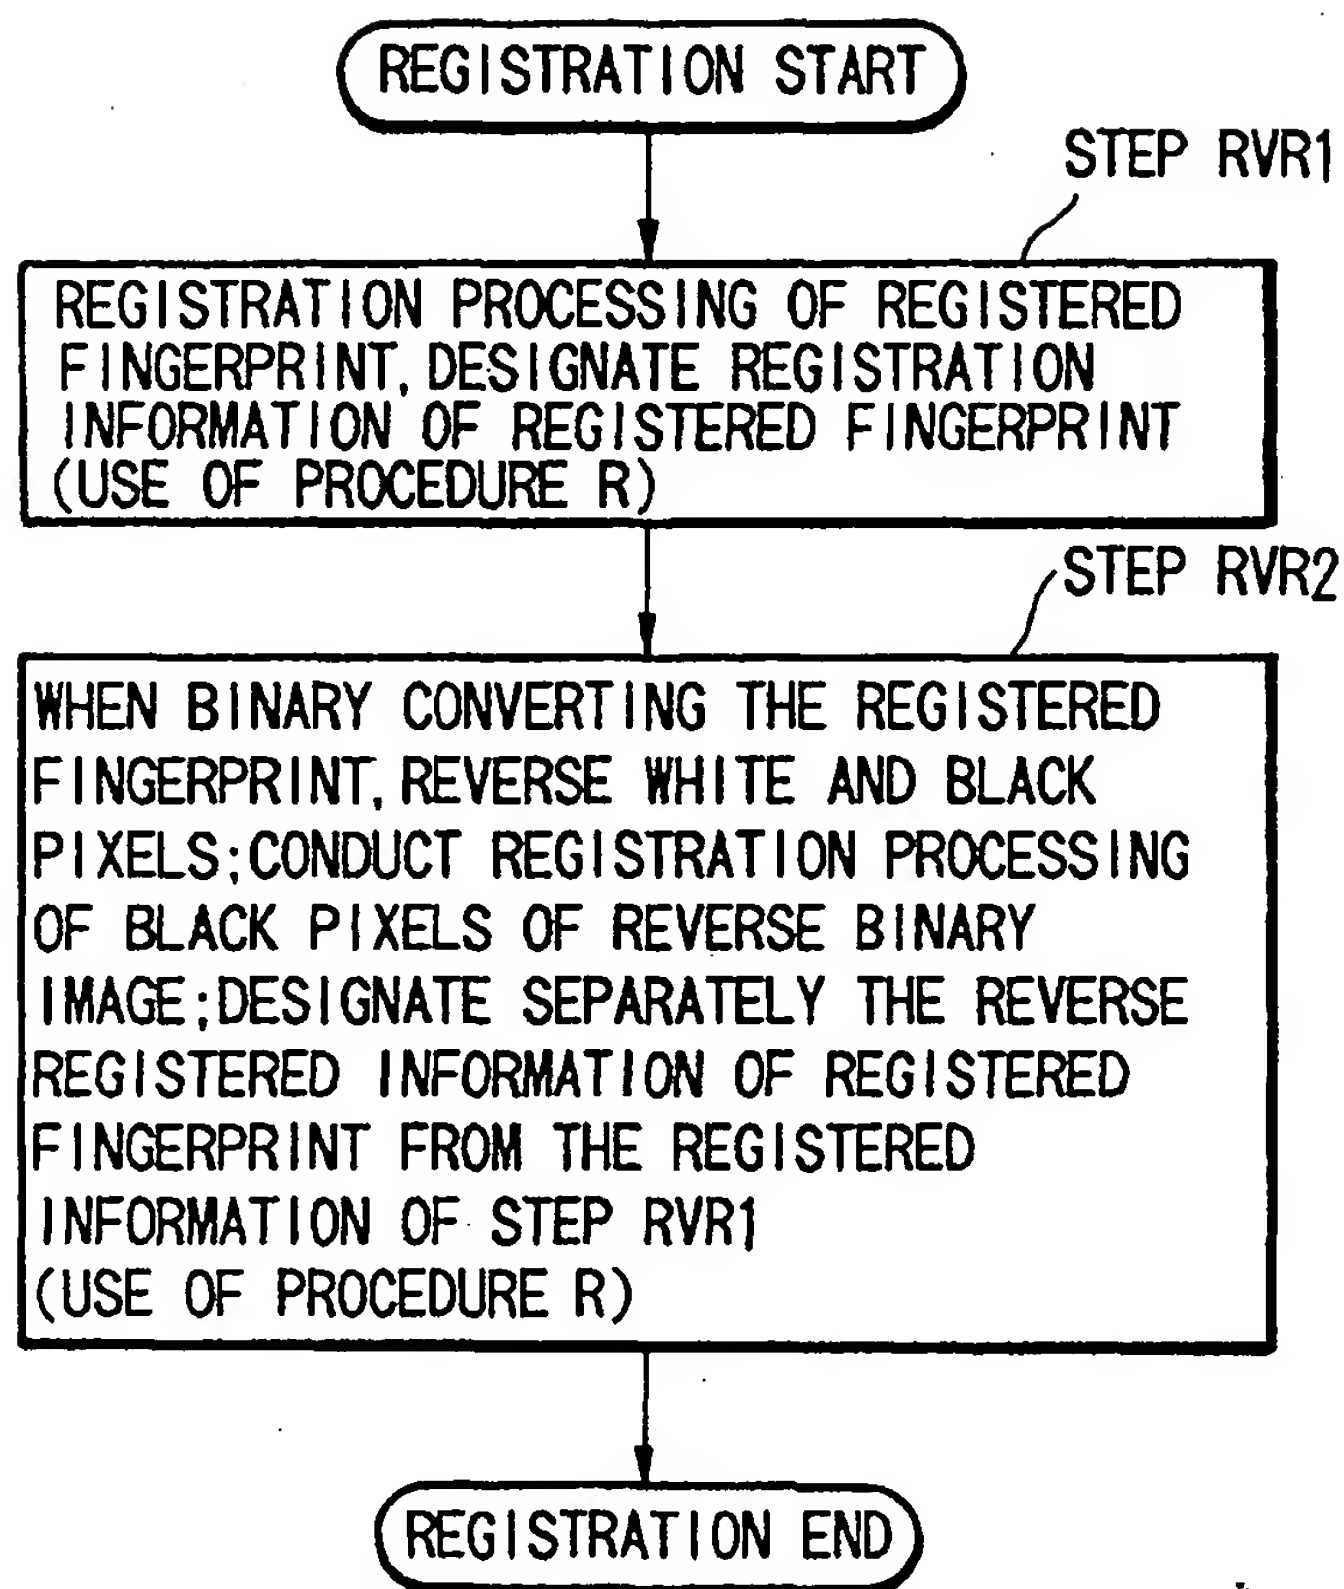 REGISTRATION START
STEP RVR1
REGISTRATION PROCESSING OF REGISTERED
FINGERPRINT, DESIGNATE REGISTRATION
INFORMATION OF REGISTERED FINGERPRINT
(USE OF PROCEDURE R)
STEP RVR2
WHEN BINARY CONVERTING THE REGISTERED
FINGERPRINT, REVERSE WHITE AND BLACK
PIXELS;CONDUCT REGISTRATION PROCESSING
OF BLACK PIXELS OF REVERSE BINARY
IMAGE;DESIGNATE SEPARATELY THE REVERSE
REGISTERED INFORMATION OF REGISTERED
FINGERPRINT FROM THE REGISTERED
INFORMATION OF STEP RVR1
(USE OF PROCEDURE R)
REGISTRATION END